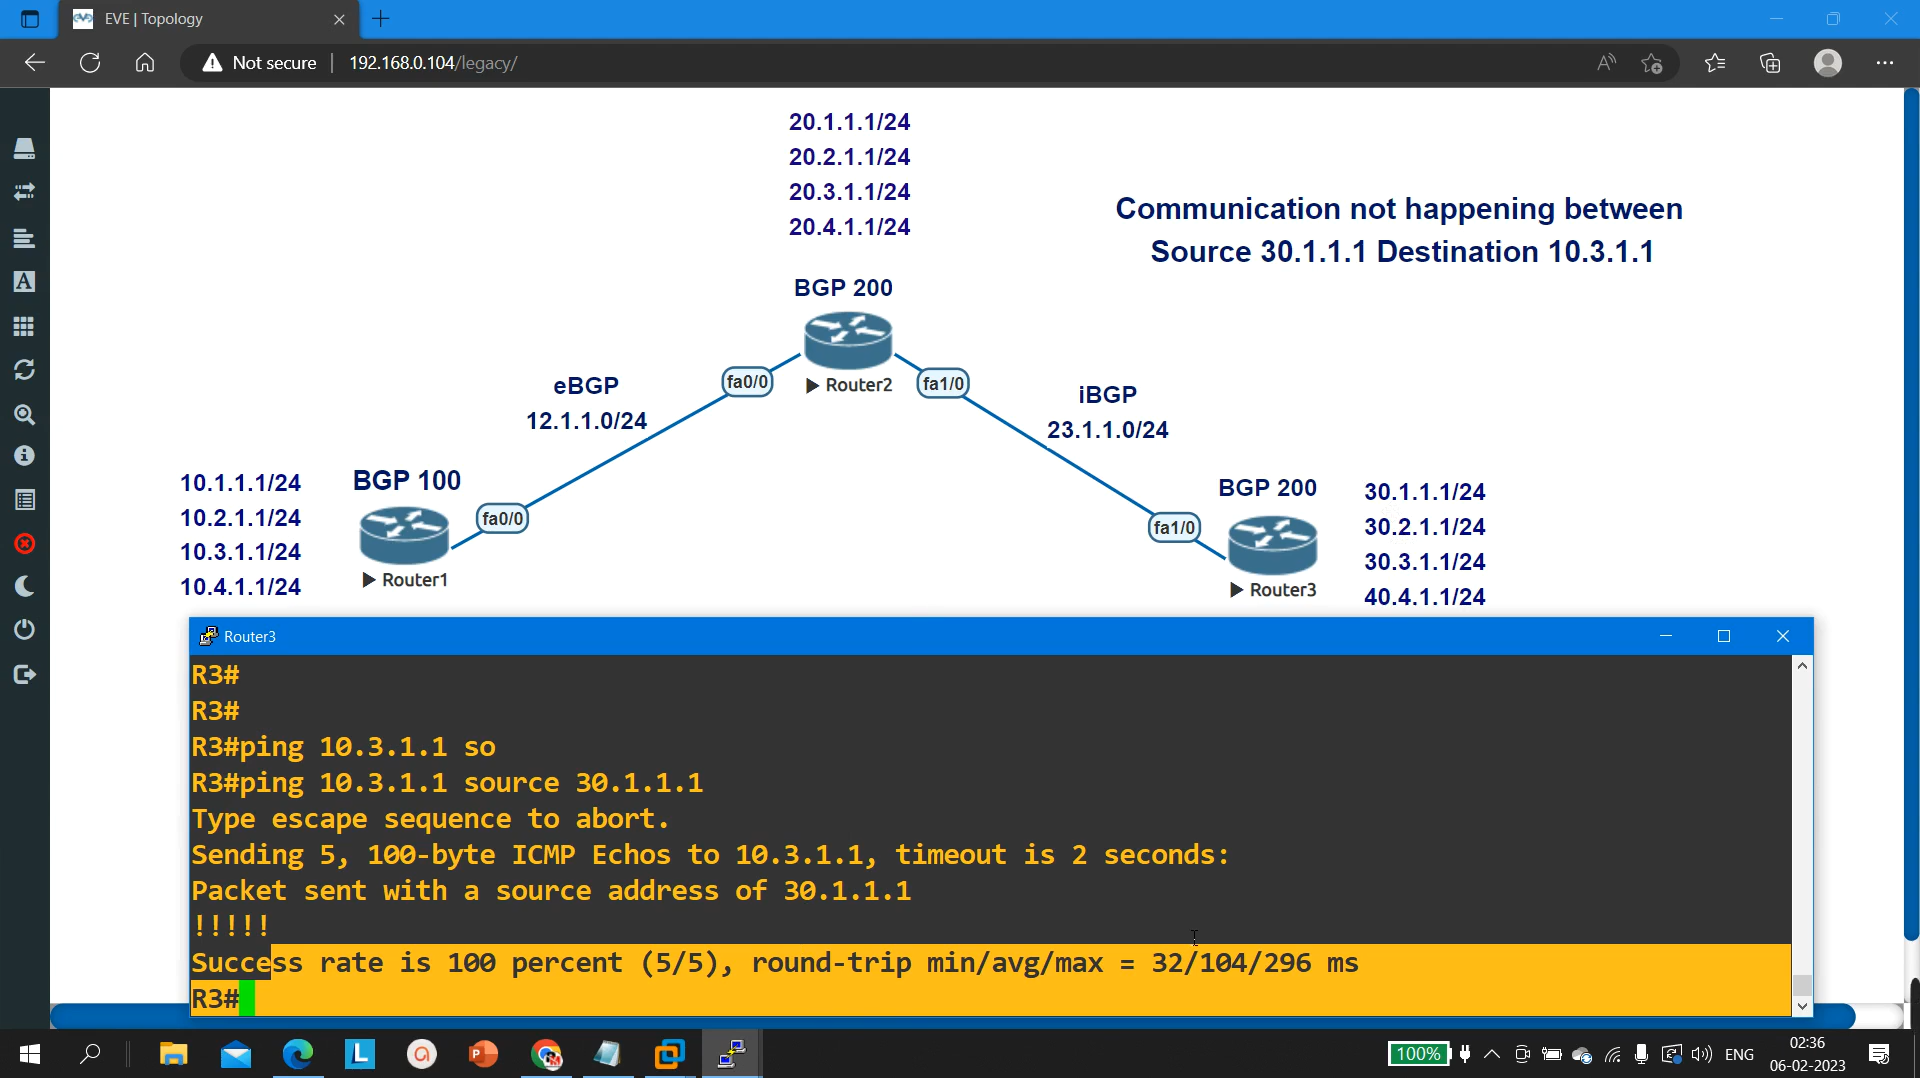 EVE | Topology
Not secure
192.168.0.104/legacy/
20.1.1.1/24
20.2.1.1/24
20.3.1.1/24
20.4.1.1/24
Communication not happening between
Source 30.1.1.1 Destination 10.3.1.1
BGP 200
fa0/0
Router2
fa1/0
eBGP
12.1.1.0/24
iBGP
23.1.1.0/24
10.1.1.1/24
10.2.1.1/24
10.3.1.1/24
10.4.1.1/24
BGP 100
fa0/0
Router1
BGP 200
fa1/0
Router3
30.1.1.1/24
30.2.1.1/24
30.3.1.1/24
40.4.1.1/24
Router3
R3#
R3#
R3#ping 10.3.1.1 so
R3#ping 10.3.1.1 source 30.1.1.1
Type escape sequence to abort.
Sending 5, 100-byte ICMP Echos to 10.3.1.1, timeout is 2 seconds:
Packet sent with a source address of 30.1.1.1
!!!!!
Success rate is 100 percent (5/5), round-trip min/avg/max = 32/104/296 ms
R3#
100%
ENG
02:36
06-02-2023